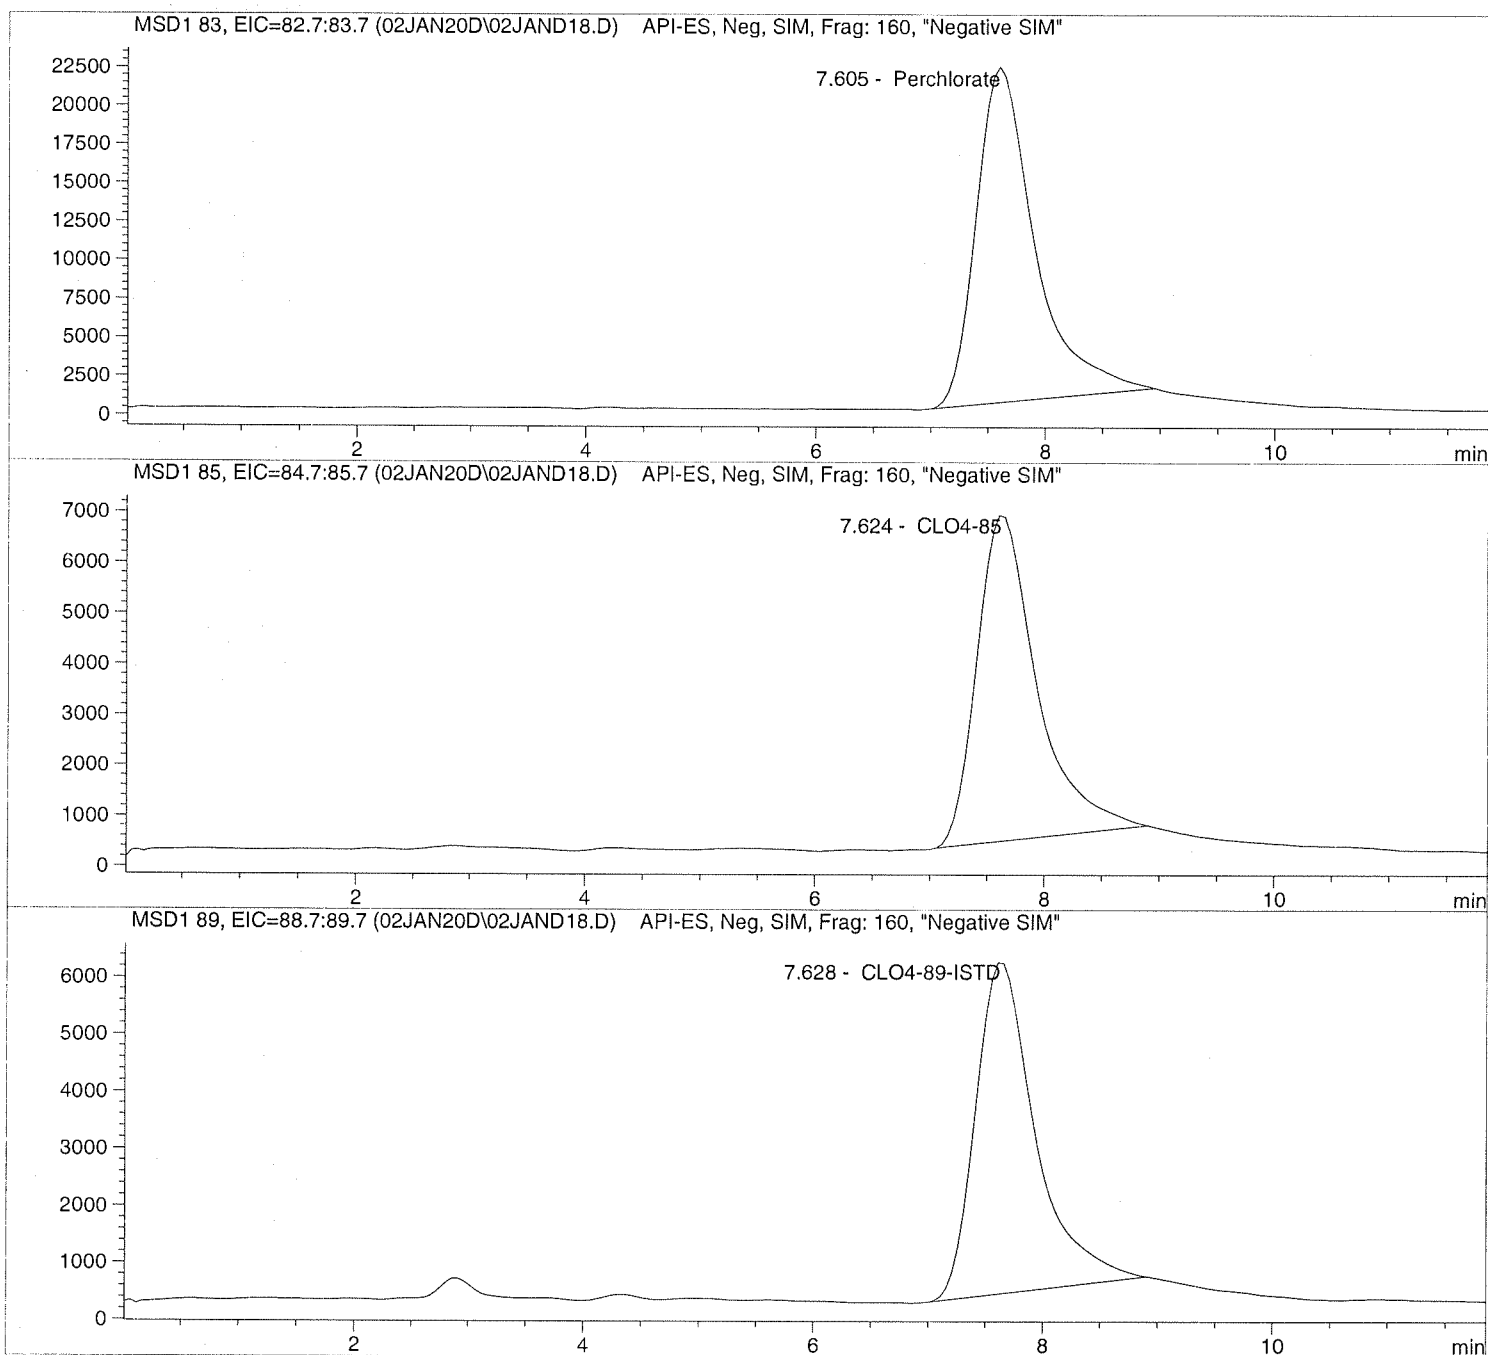 MSD1 83, EIC=82.7:83.7 (02JAN20D\02JAND18.D) API-ES, Neg, SIM, Frag: 160, "Negative SIM"
7.605 - Perchlorate
22500
20000
17500
15000
12500
10000
7500
5000
2500
0
2 4 6 8 10 min
MSD1 85, EIC=84.7:85.7 (02JAN20D\02JAND18.D) API-ES, Neg, SIM, Frag: 160, "Negative SIM"
7.624 - CLO4-85
7000
6000
5000
4000
3000
2000
1000
0
2 4 6 8 10 min
MSD1 89, EIC=88.7:89.7 (02JAN20D\02JAND18.D) API-ES, Neg, SIM, Frag: 160, "Negative SIM"
7.628 - CLO4-89-ISTD
6000
5000
4000
3000
2000
1000
0
2 4 6 8 10 min